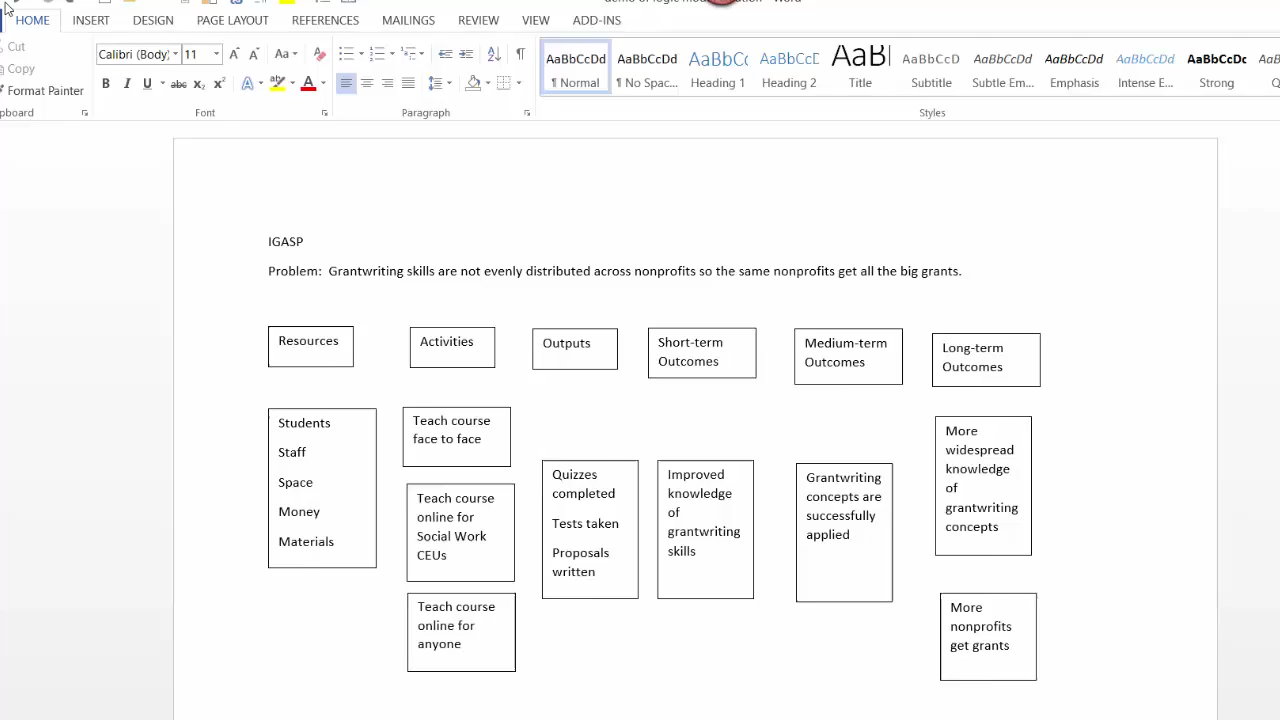 HOME INSERT DESIGN PAGE LAYOUT REFERENCES MAILINGS REVIEW VIEW ADD-INS
Cut
Copy
Format Painter
Calibri (Body) 11
Aa
B I U abc X₂ X²
A
A
AaBbCcDd AaBbCcDd AaBbCc AaBbCcD AaB AaBbCcD AaBbCcDd AaBbCcDd AaBbCcDd AaBbCcDc
¶ Normal ¶ No Spac... Heading 1 Heading 2 Title Subtitle Subtle Em... Emphasis Intense E... Strong
Font Paragraph Styles
IGASP
Problem: Grantwriting skills are not evenly distributed across nonprofits so the same nonprofits get all the big grants.
Resources
Activities
Outputs
Short-term
Outcomes
Medium-term
Outcomes
Long-term
Outcomes
Students
Staff
Space
Money
Materials
Teach course
face to face
Teach course
online for
Social Work
CEUs
Teach course
online for
anyone
Quizzes
completed
Tests taken
Proposals
written
Improved
knowledge
of
grantwriting
skills
Grantwriting
concepts are
successfully
applied
More
widespread
knowledge
of
grantwriting
concepts
More
nonprofits
get grants